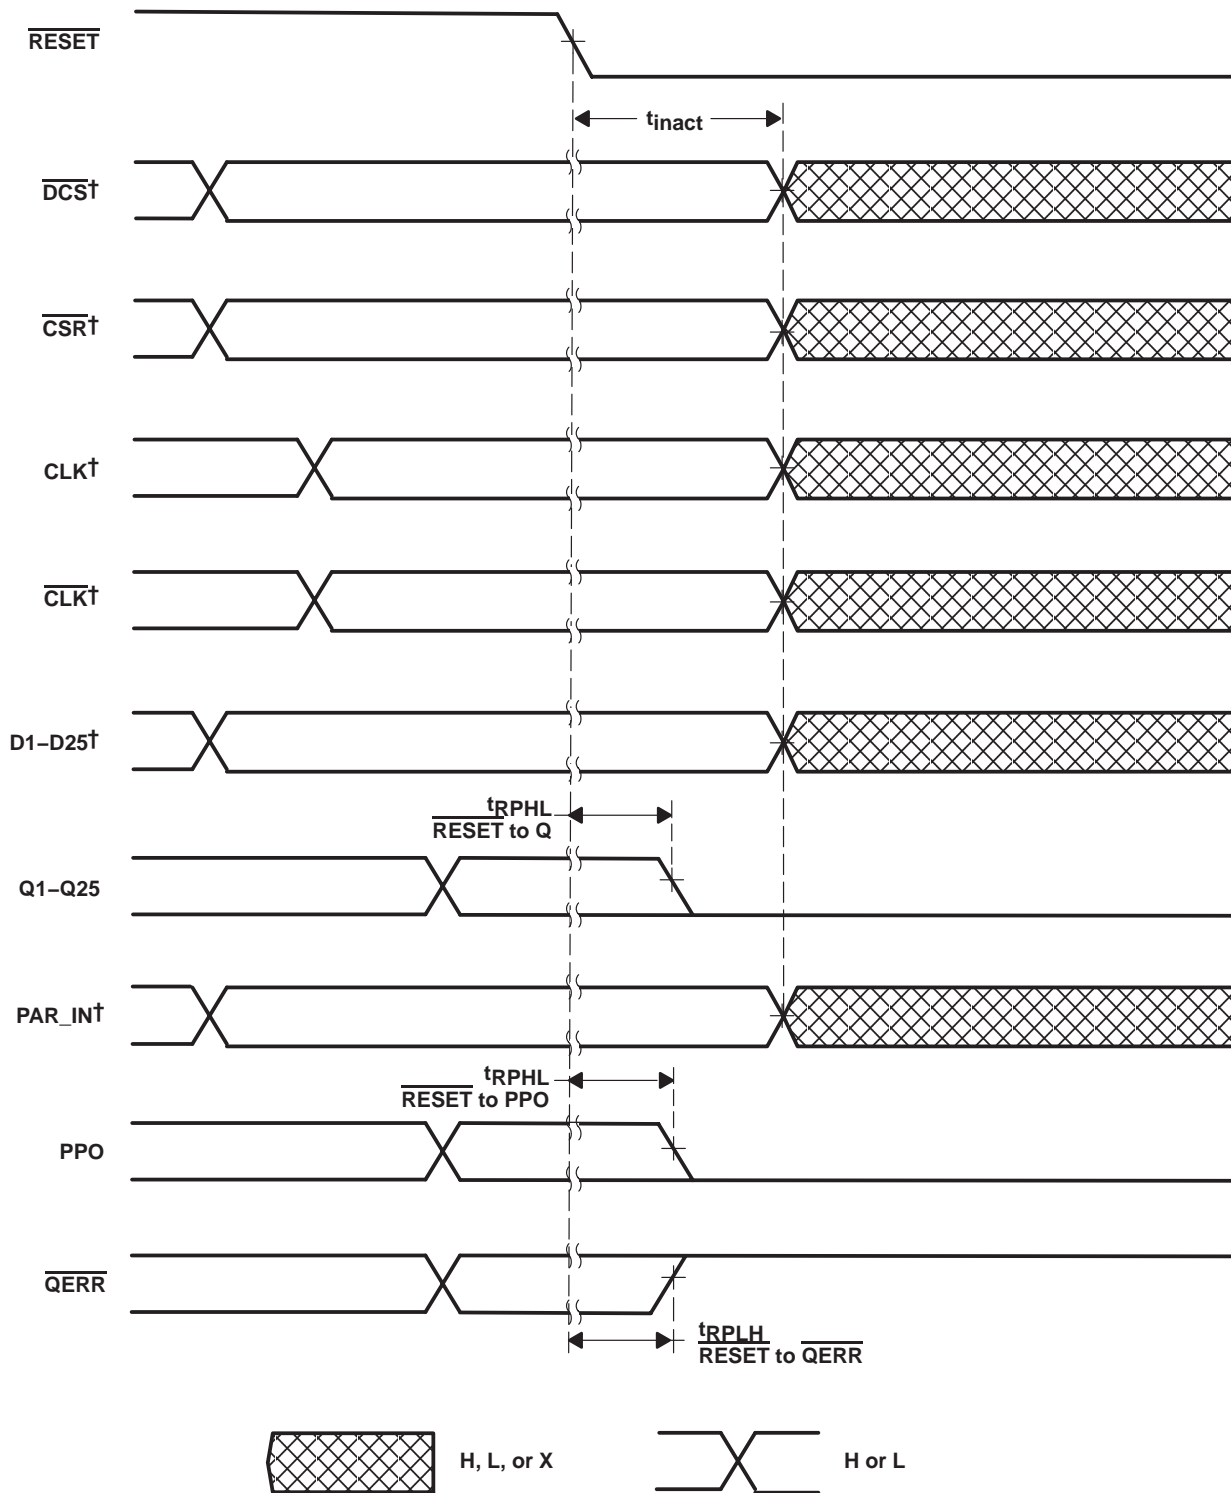 RESET
tinact
DCS†
CSR†
CLK†
CLK†
D1–D25†
tRPHL
RESET to Q
Q1–Q25
PAR_IN†
tRPHL
RESET to PPO
PPO
QERR
tRPLH
RESET to QERR
H, L, or X
H or L